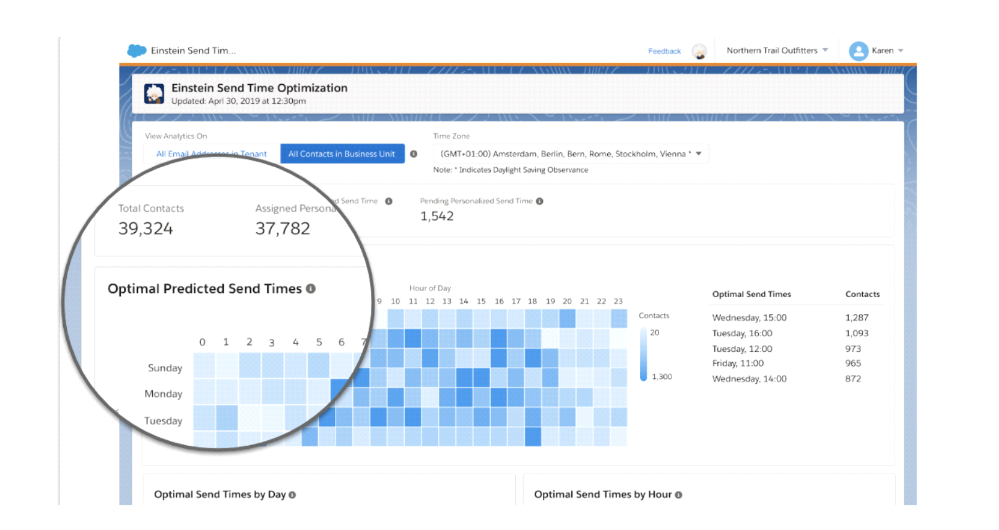 Einstein Send Tim...
Feedback
Northern Trail Outfitters
Karen
Einstein Send Time Optimization
Updated: Aprl 30, 2019 at 12:30pm
View Analytics On
Time Zone
All Email Addresses in Tenant
All Contacts in Business Unit
(GMT+01:00) Amsterdam, Berlin, Bern, Rome, Stockholm, Vienna *
Note: * Indicates Daylight Saving Observance
Total Contacts
39,324
Assigned
37,782
Send Time
Pending Personalized Send Time
1,542
Optimal Predicted Send Times
Hour of Day
0 1 2 3 4 5 6 7
9 10 11 12 13 14 15 16 17 18 19 20 21 22 23
Sunday
Monday
Tuesday
Contacts
20
1,300
Optimal Send Times Contacts
Wednesday, 15:00 1,287
Tuesday, 16:00 1,093
Tuesday, 12:00 973
Friday, 11:00 965
Wednesday, 14:00 872
Optimal Send Times by Day
Optimal Send Times by Hour